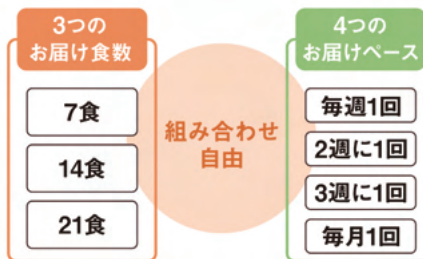 3つの
お届け食数
7食
14食
21食
組み合わせ
自由
4つの
お届けペース
毎週1回
2週に1回
3週に1回
毎月1回